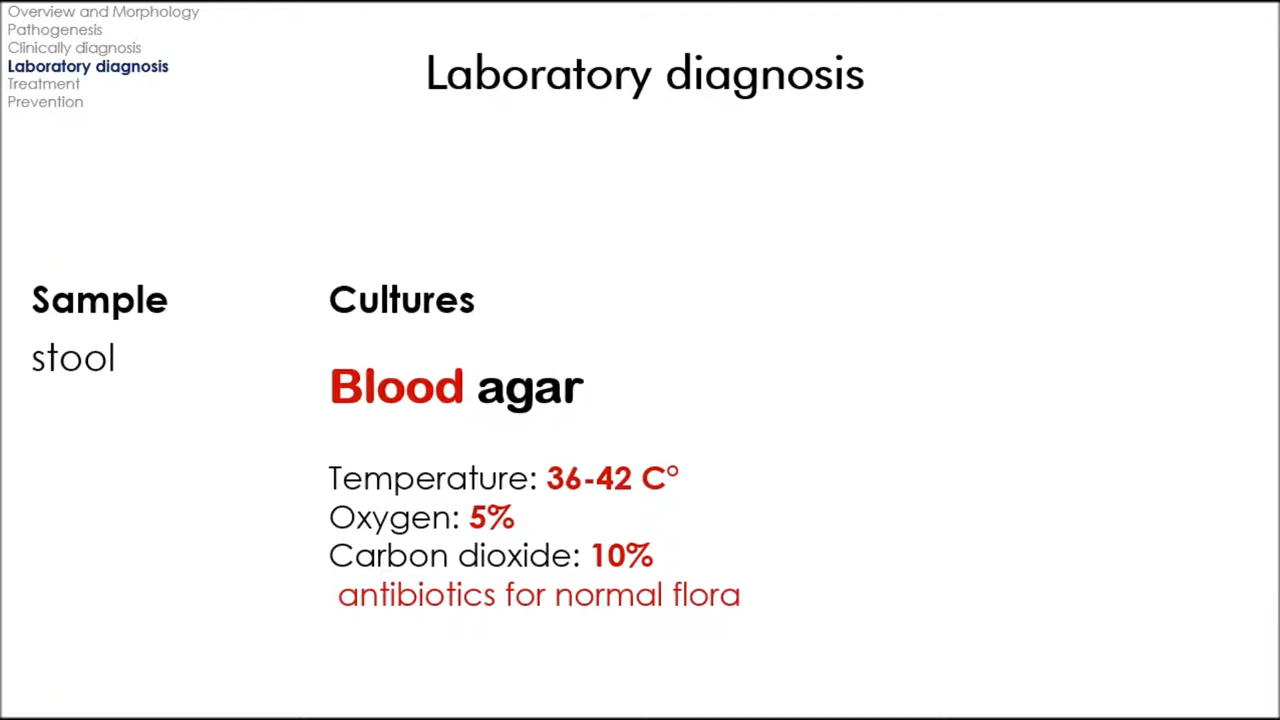 Overview and Morphology
Pathogenesis
Clinically diagnosis
Laboratory diagnosis
Treatment
Prevention
Laboratory diagnosis
Sample
stool
Cultures
Blood agar
Temperature: 36-42 C°
Oxygen: 5%
Carbon dioxide: 10%
antibiotics for normal flora